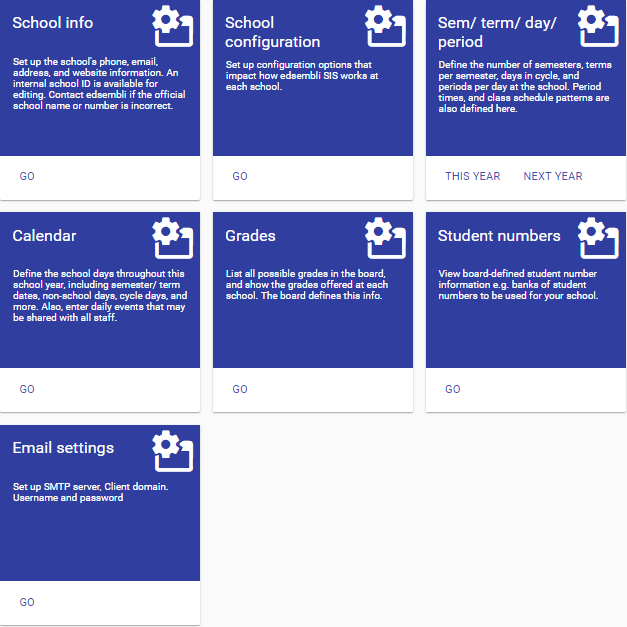 School info
Set up the school's phone, email,
address, and website information. An
internal school ID is available for
editing. Contact edsembli if the official
school name or number is incorrect.
GO
School
configuration
Set up configuration options that
impact how edsembli SIS works at
each school.
GO
Sem/ term/ day/
period
Define the number of semesters, terms
per semester, days in cycle, and
periods per day at the school. Period
times, and class schedule patterns are
also defined here.
THIS YEAR NEXT YEAR
Calendar
Define the school days throughout this
school year, including semester/ term
dates, non-school days, cycle days, and
more. Also, enter daily events that may
be shared with all staff.
GO
Grades
List all possible grades in the board,
and show the grades offered at each
school. The board defines this info.
GO
Student numbers
View board-defined student number
information e.g. banks of student
numbers to be used for your school.
GO
Email settings
Set up SMTP server, Client domain.
Username and password
GO